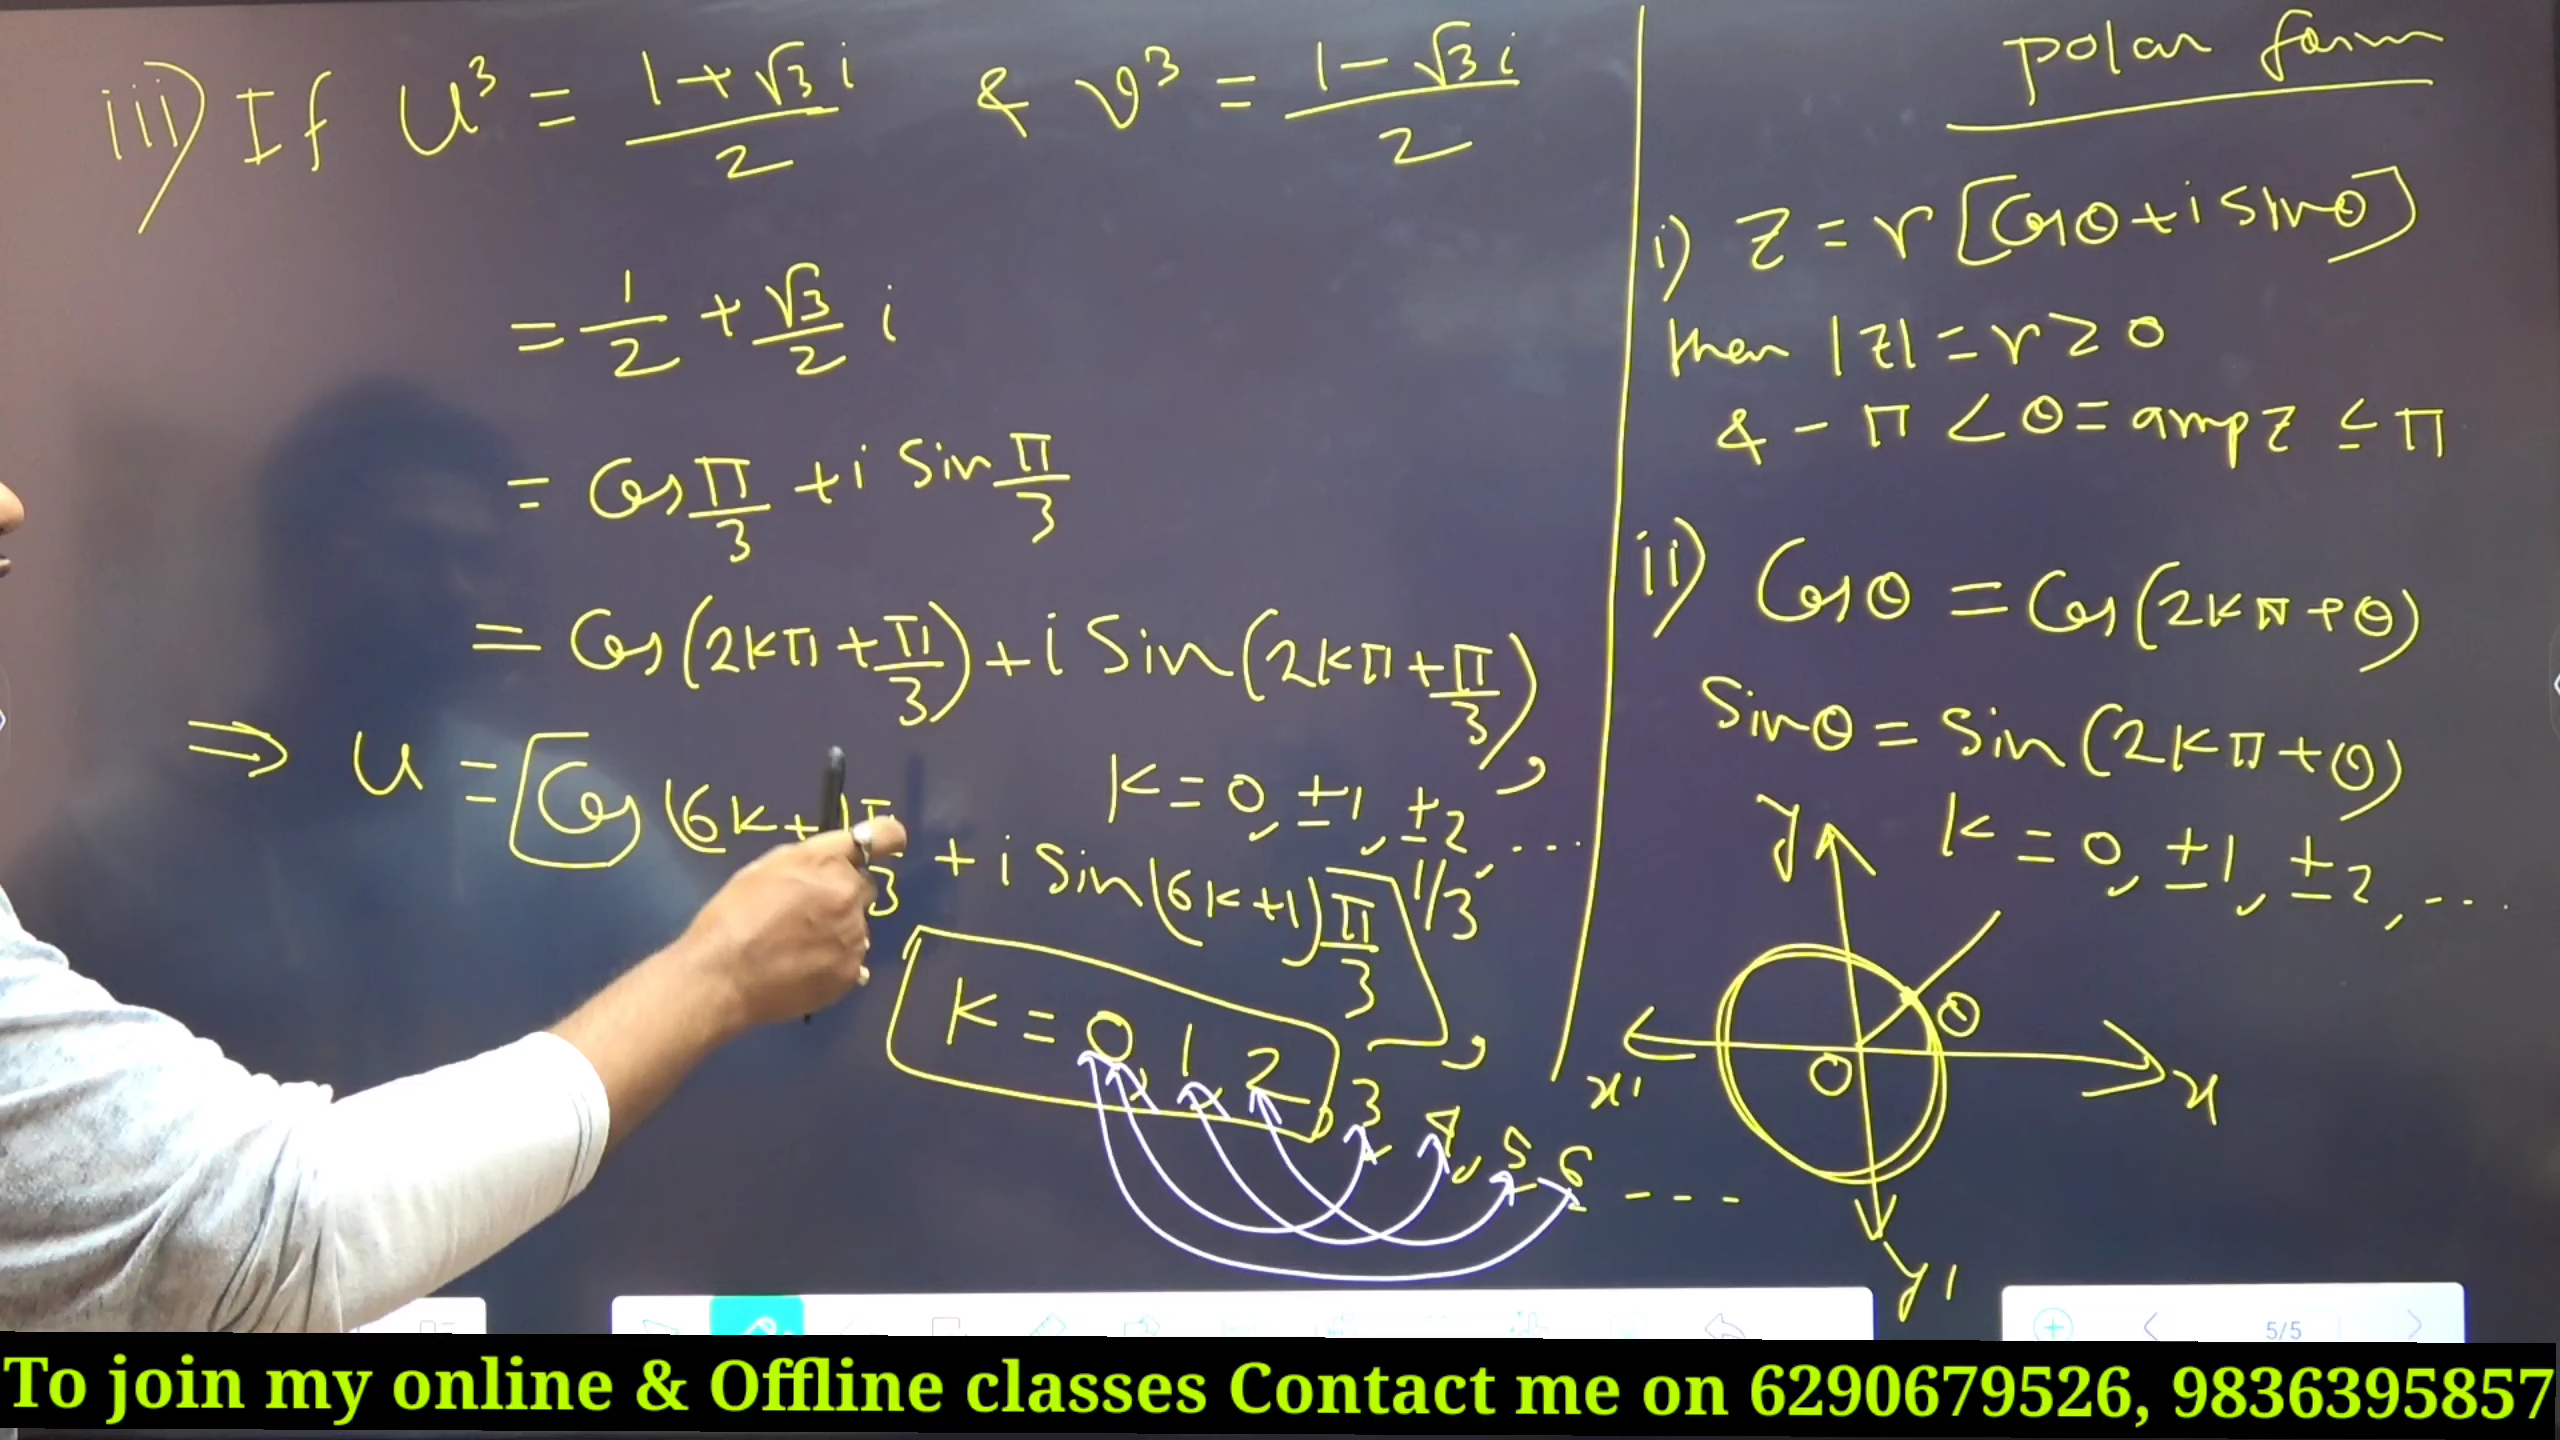 iii) If u³ = (1+√3 i)/2 & v³ = (1-√3 i)/2
= 1/2 + √3/2 i
= Cos π/3 + i Sin π/3
= Cos(2kπ + π/3) + i Sin(2kπ + π/3),
k = 0, ±1, ±2, ...
⇒ u = [Cos (6k+1)π/3 + i Sin(6k+1)π/3]^1/3,
k = 0, 1, 2, 3, 4, 5, 6 ----
polar form
i) z = r [Cosθ + i sinθ]
then |z| = r ≥ 0
& -π < θ = amp z ≤ π
ii) Cosθ = Cos(2kπ+θ)
Sinθ = Sin(2kπ+θ)
k = 0, ±1, ±2, ....
y
θ
O
x'
x
y'
5/5
To join my online & Offline classes Contact me on 6290679526, 9836395857